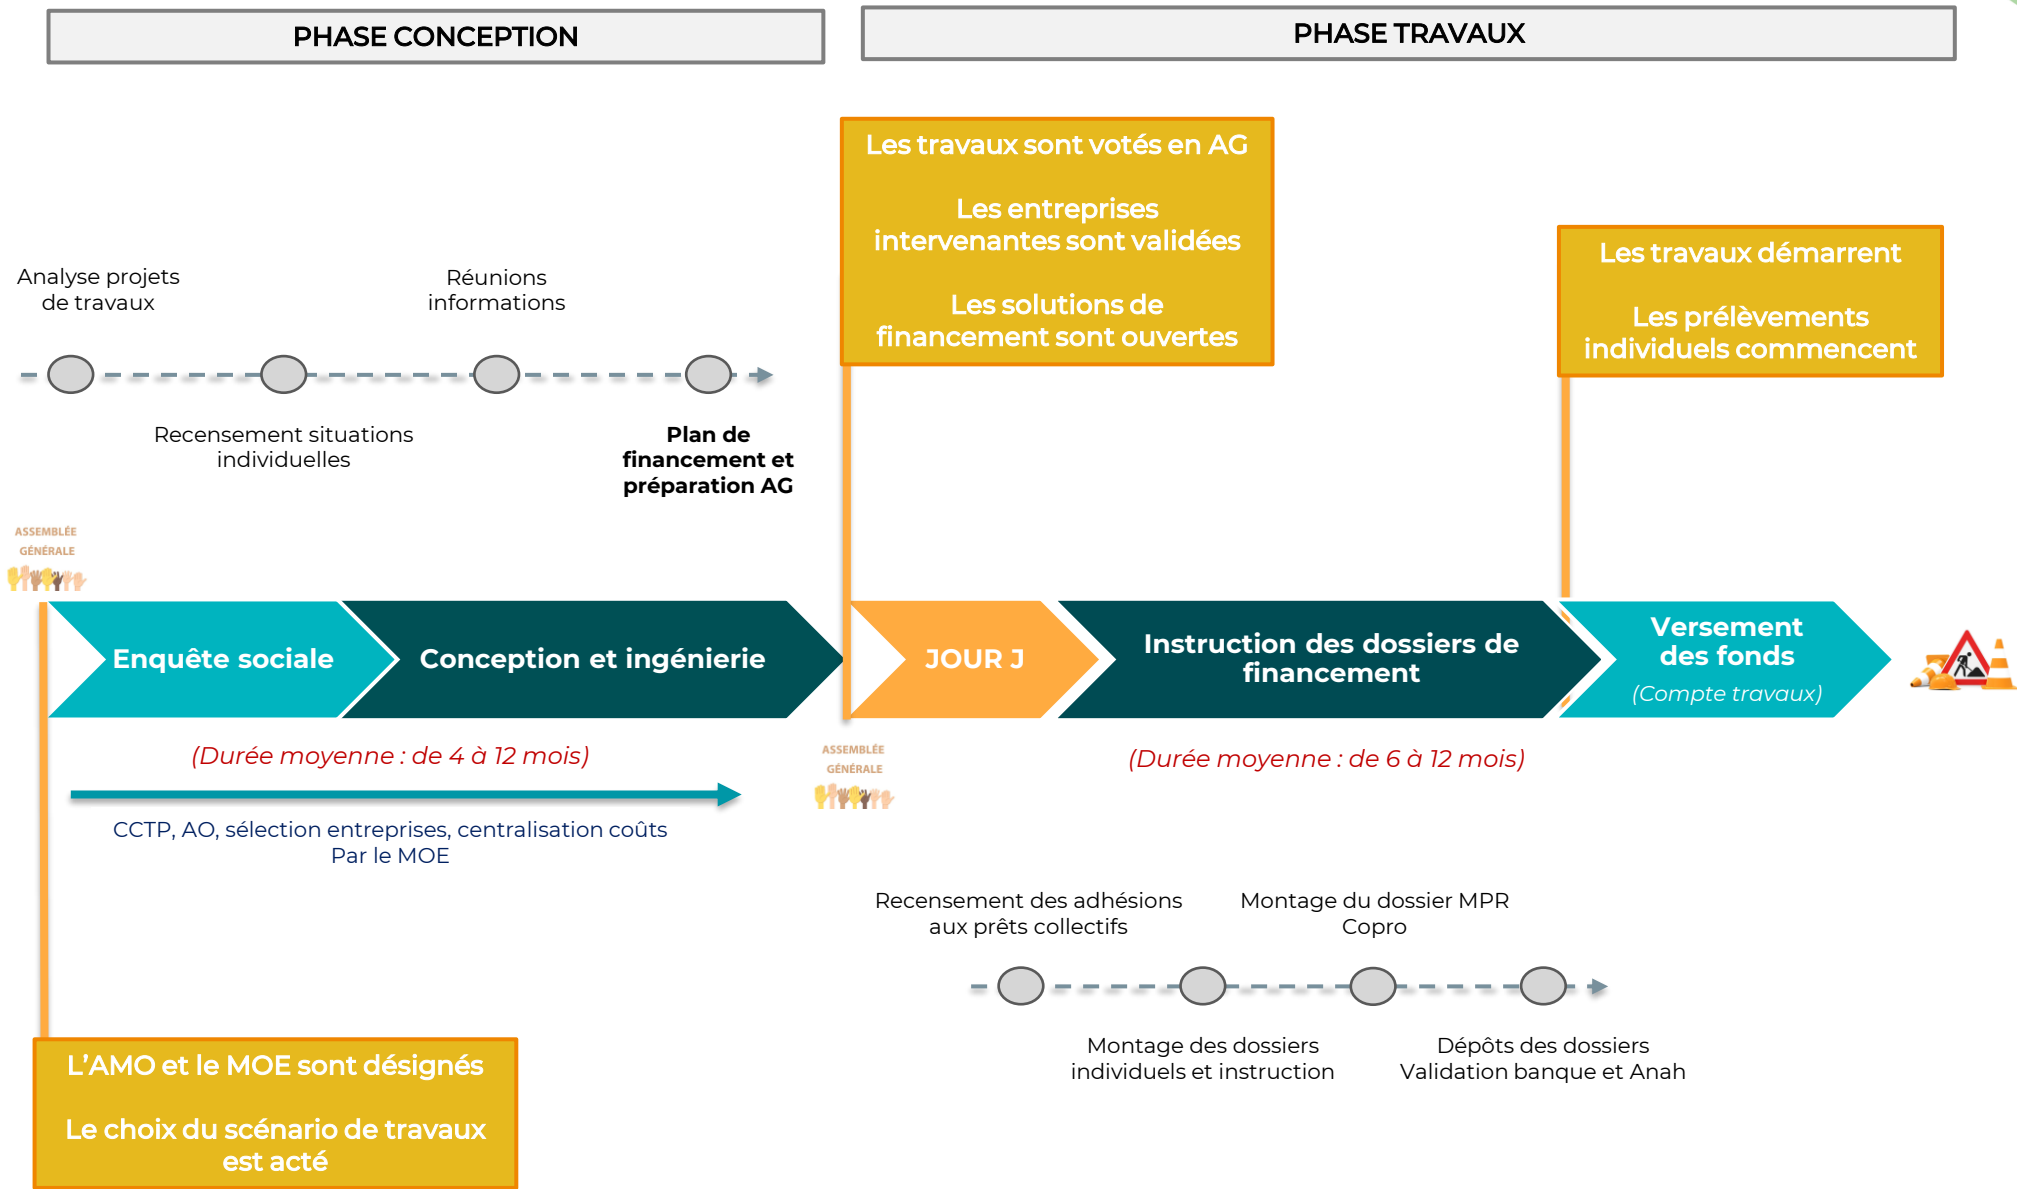 PHASE CONCEPTION
PHASE TRAVAUX
Les travaux sont votés en AG
Les entreprises
intervenantes sont validées
Les solutions de
financement sont ouvertes
Les travaux démarrent
Les prélèvements
individuels commencent
Analyse projets
de travaux
Réunions
informations
Recensement situations
individuelles
Plan de
financement et
préparation AG
ASSEMBLÉE
GÉNÉRALE
Enquête sociale
Conception et ingénierie
JOUR J
Instruction des dossiers de
financement
Versement
des fonds
(Compte travaux)
(Durée moyenne : de 4 à 12 mois)
ASSEMBLÉE
GÉNÉRALE
(Durée moyenne : de 6 à 12 mois)
CCTP, AO, sélection entreprises, centralisation coûts
Par le MOE
Recensement des adhésions
aux prêts collectifs
Montage du dossier MPR
Copro
Montage des dossiers
individuels et instruction
Dépôts des dossiers
Validation banque et Anah
L'AMO et le MOE sont désignés
Le choix du scénario de travaux
est acté